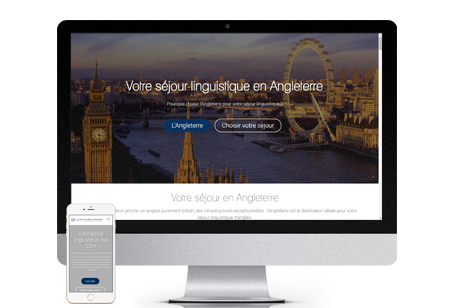 Votre séjour linguistique en Angleterre
Pourquoi choisir l'Angleterre pour votre séjour linguistique ?
L'Angleterre
Choisir votre séjour
Votre séjour en Angleterre
proche, un anglais purement british, des infrastructures exceptionnelles : l'Angleterre est la destination idéale pour votre
séjour linguistique d'anglais
Votre séjour
linguistique aux
USA